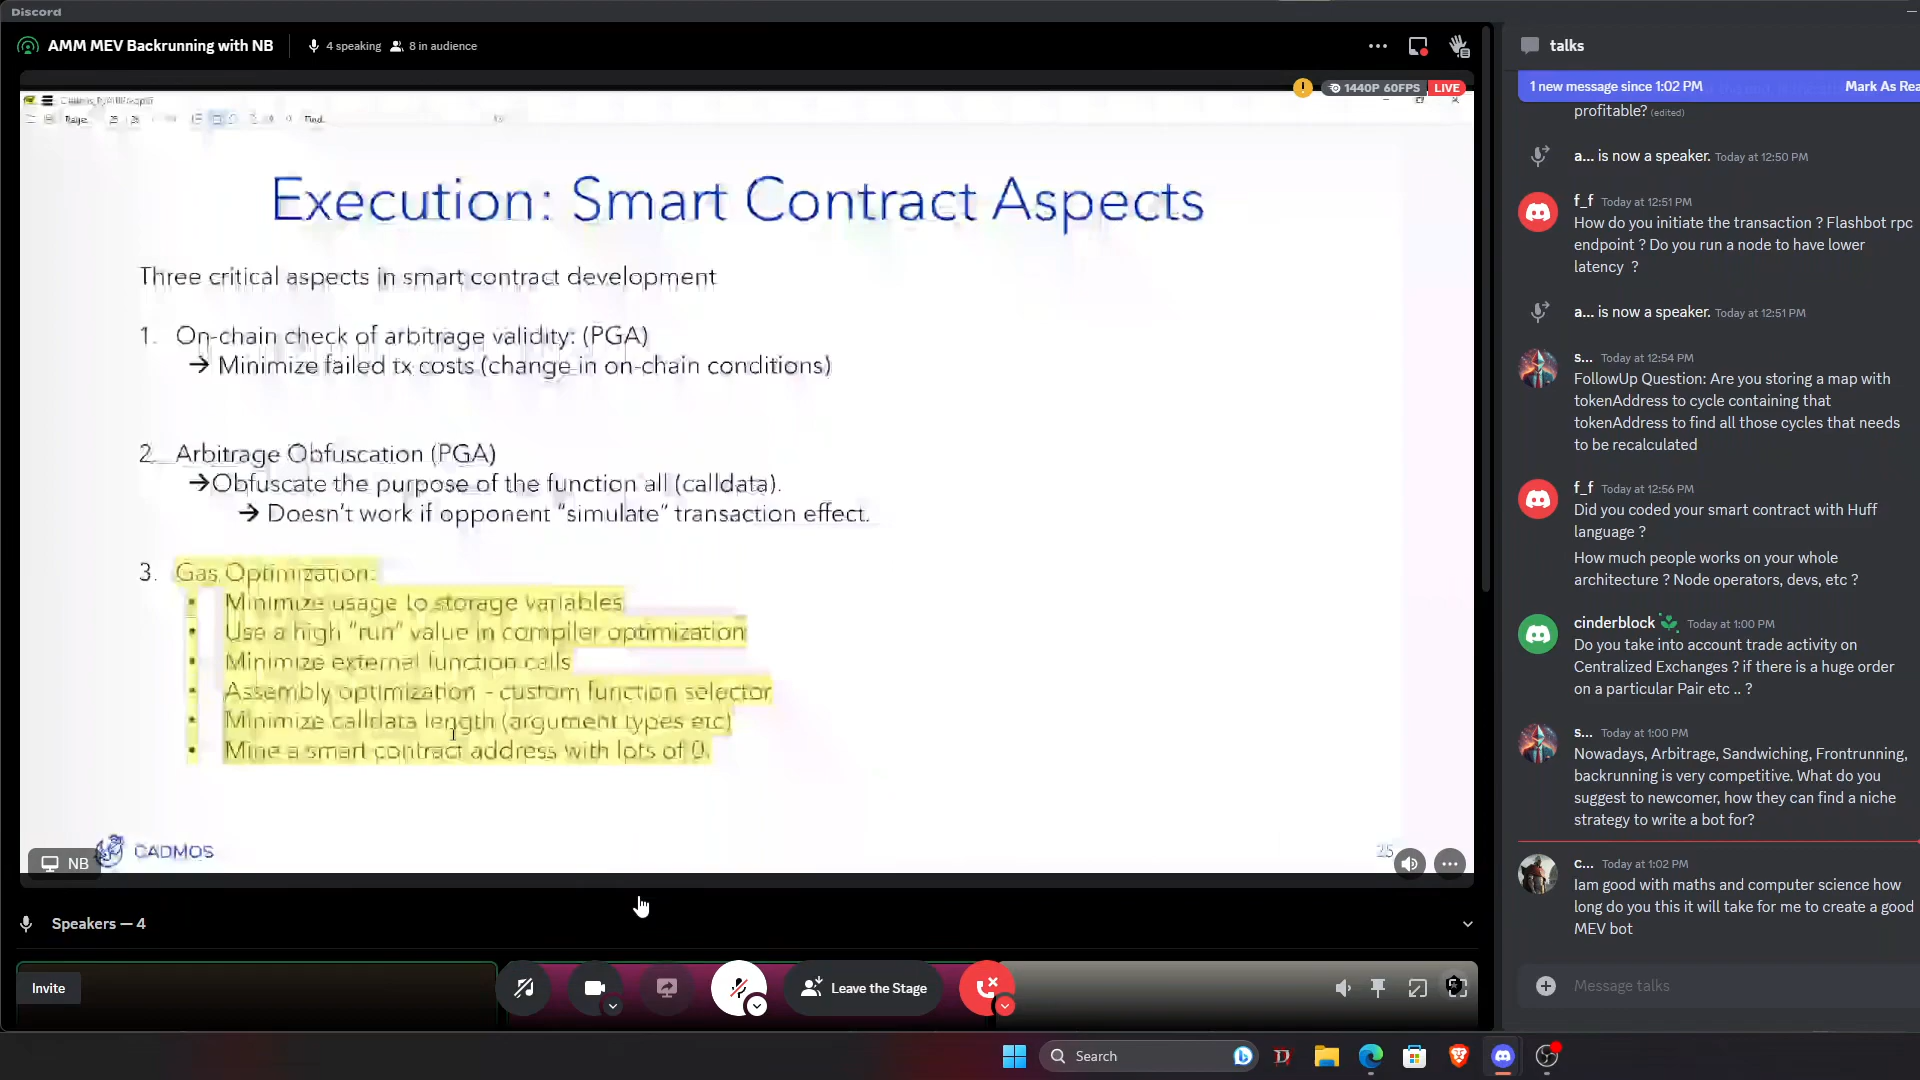 Discord
AMM MEV Backrunning with NB
4 speaking
8 in audience
1440P 60FPS
LIVE
Page:
Find:
Execution: Smart Contract Aspects
Three critical aspects in smart contract development
1. On-chain check of arbitrage validity: (PGA)
→ Minimize failed tx costs (change in on-chain conditions)
2. Arbitrage Obfuscation (PGA)
→Obfuscate the purpose of the function all (calldata).
→ Doesn't work if opponent "simulate" transaction effect.
3. Gas Optimization:
• Minimize usage to storage variables
• Use a high "run" value in compiler optimization
• Minimize external function calls
• Assembly optimization - custom function selector
• Minimize calldata length (argument types etc)
• Mine a smart contract address with lots of 0.
CADMOS
25
NB
Speakers — 4
Invite
Leave the Stage
talks
1 new message since 1:02 PM
Mark As Rea
profitable? (edited)
a... is now a speaker. Today at 12:50 PM
f_f Today at 12:51 PM
How do you initiate the transaction ? Flashbot rpc
endpoint ? Do you run a node to have lower
latency ?
a... is now a speaker. Today at 12:51 PM
s... Today at 12:54 PM
FollowUp Question: Are you storing a map with
tokenAddress to cycle containing that
tokenAddress to find all those cycles that needs
to be recalculated
f_f Today at 12:56 PM
Did you coded your smart contract with Huff
language ?
How much people works on your whole
architecture ? Node operators, devs, etc ?
cinderblock Today at 1:00 PM
Do you take into account trade activity on
Centralized Exchanges ? if there is a huge order
on a particular Pair etc .. ?
s... Today at 1:00 PM
Nowadays, Arbitrage, Sandwiching, Frontrunning,
backrunning is very competitive. What do you
suggest to newcomer, how they can find a niche
strategy to write a bot for?
C... Today at 1:02 PM
Iam good with maths and computer science how
long do you this it will take for me to create a good
MEV bot
Message talks
Search